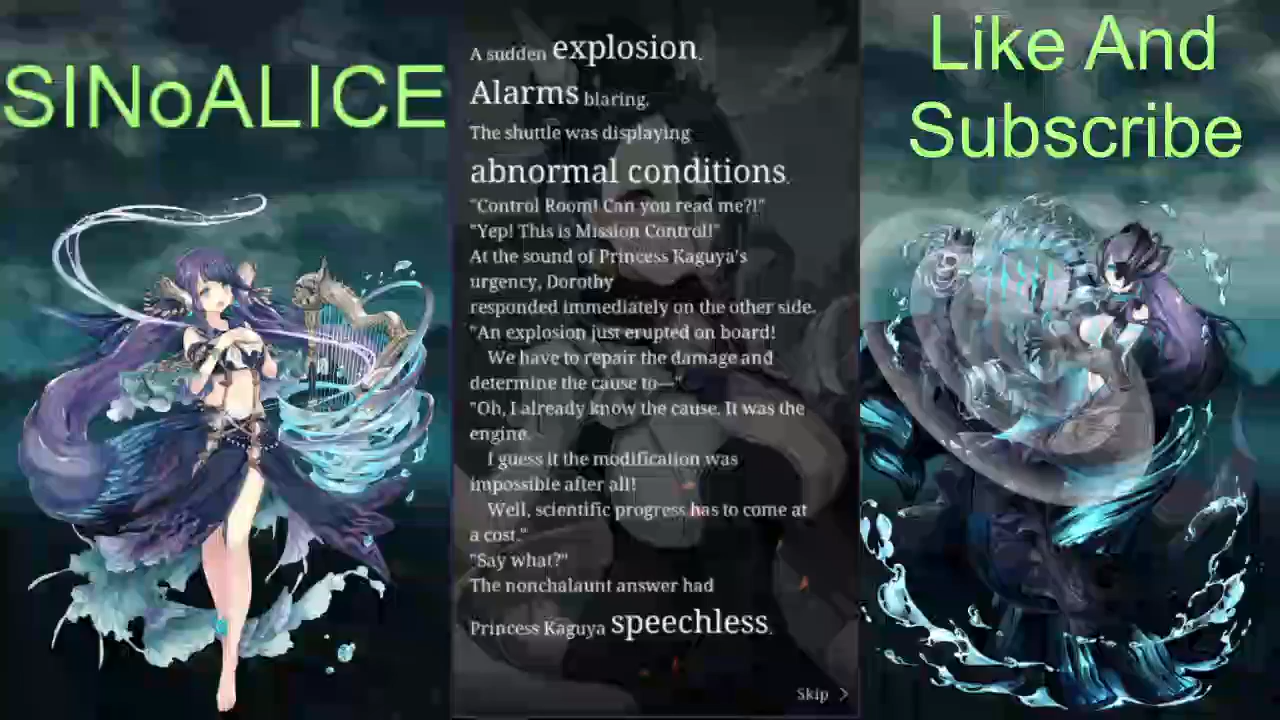 SINoALICE
A sudden explosion.
Alarms blaring.
The shuttle was displaying
abnormal conditions.
"Control Room! Can you read me?!"
"Yep! This is Mission Control!"
At the sound of Princess Kaguya's
urgency, Dorothy
responded immediately on the other side.
"An explosion just erupted on board!
We have to repair the damage and
determine the cause to—"
"Oh, I already know the cause. It was the
engine.
I guess it the modification was
impossible after all!
Well, scientific progress has to come at
a cost."
"Say what?"
The nonchalaunt answer had
Princess Kaguya speechless.
Skip >
Like And
Subscribe